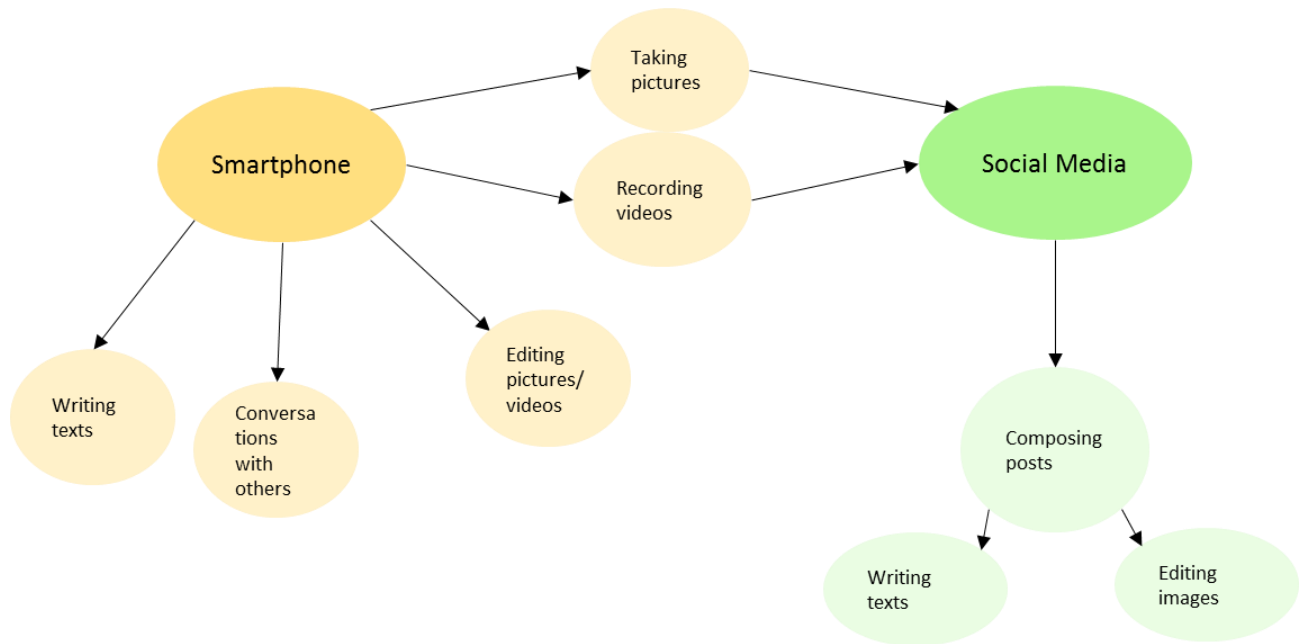 Taking
pictures
Smartphone
Social Media
Recording
videos
Editing
pictures/
videos
Writing
texts
Conversa
tions
with
others
Composing
posts
Writing
texts
Editing
images